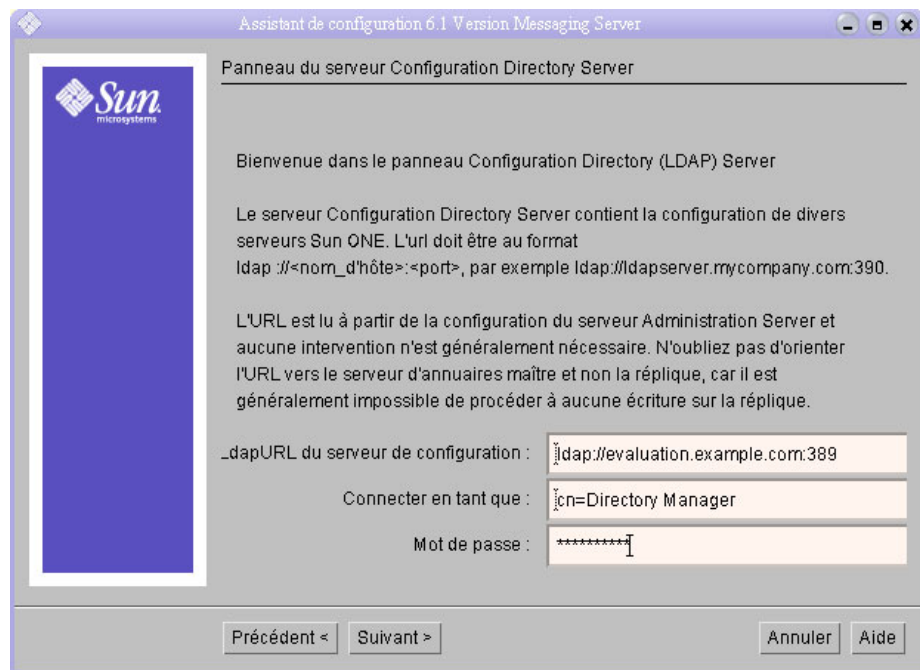 Assistant de configuration 6.1 Version Messaging Server
Sun
microsystems
Panneau du serveur Configuration Directory Server
Bienvenue dans le panneau Configuration Directory (LDAP) Server
Le serveur Configuration Directory Server contient la configuration de divers
serveurs Sun ONE. L'url doit être au format
ldap ://<nom_d'hôte>:<port>, par exemple ldap://ldapserver.mycompany.com:390.
L'URL est lu à partir de la configuration du serveur Administration Server et
aucune intervention n'est généralement nécessaire. N'oubliez pas d'orienter
l'URL vers le serveur d'annuaires maître et non la réplique, car il est
généralement impossible de procéder à aucune écriture sur la réplique.
LdapURL du serveur de configuration : ldap://evaluation.example.com:389
Connecter en tant que : cn=Directory Manager
Mot de passe : **********
Précédent < Suivant > Annuler Aide